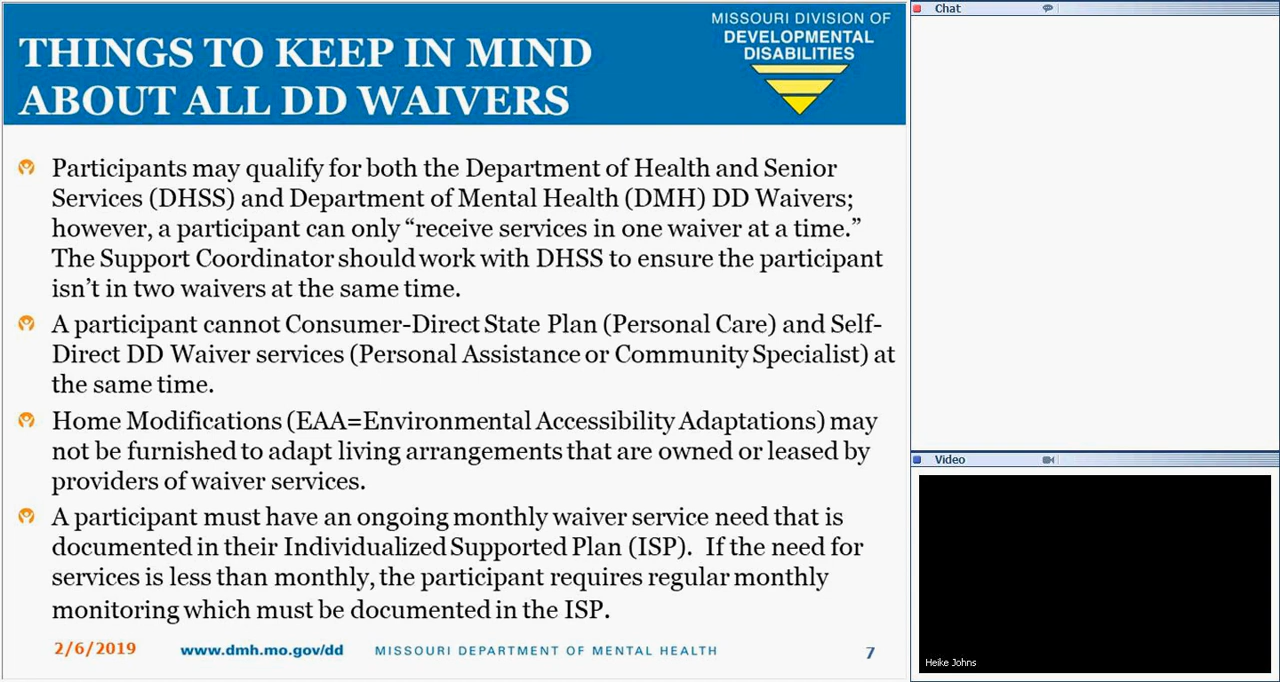 THINGS TO KEEP IN MIND
ABOUT ALL DD WAIVERS
MISSOURI DIVISION OF
DEVELOPMENTAL
DISABILITIES
Participants may qualify for both the Department of Health and Senior
Services (DHSS) and Department of Mental Health (DMH) DD Waivers;
however, a participant can only “receive services in one waiver at a time.”
The Support Coordinator should work with DHSS to ensure the participant
isn’t in two waivers at the same time.
A participant cannot Consumer-Direct State Plan (Personal Care) and Self-
Direct DD Waiver services (Personal Assistance or Community Specialist) at
the same time.
Home Modifications (EAA=Environmental Accessibility Adaptations) may
not be furnished to adapt living arrangements that are owned or leased by
providers of waiver services.
A participant must have an ongoing monthly waiver service need that is
documented in their Individualized Supported Plan (ISP). If the need for
services is less than monthly, the participant requires regular monthly
monitoring which must be documented in the ISP.
2/6/2019 www.dmh.mo.gov/dd MISSOURI DEPARTMENT OF MENTAL HEALTH 7
Chat
Video
Heike Johns